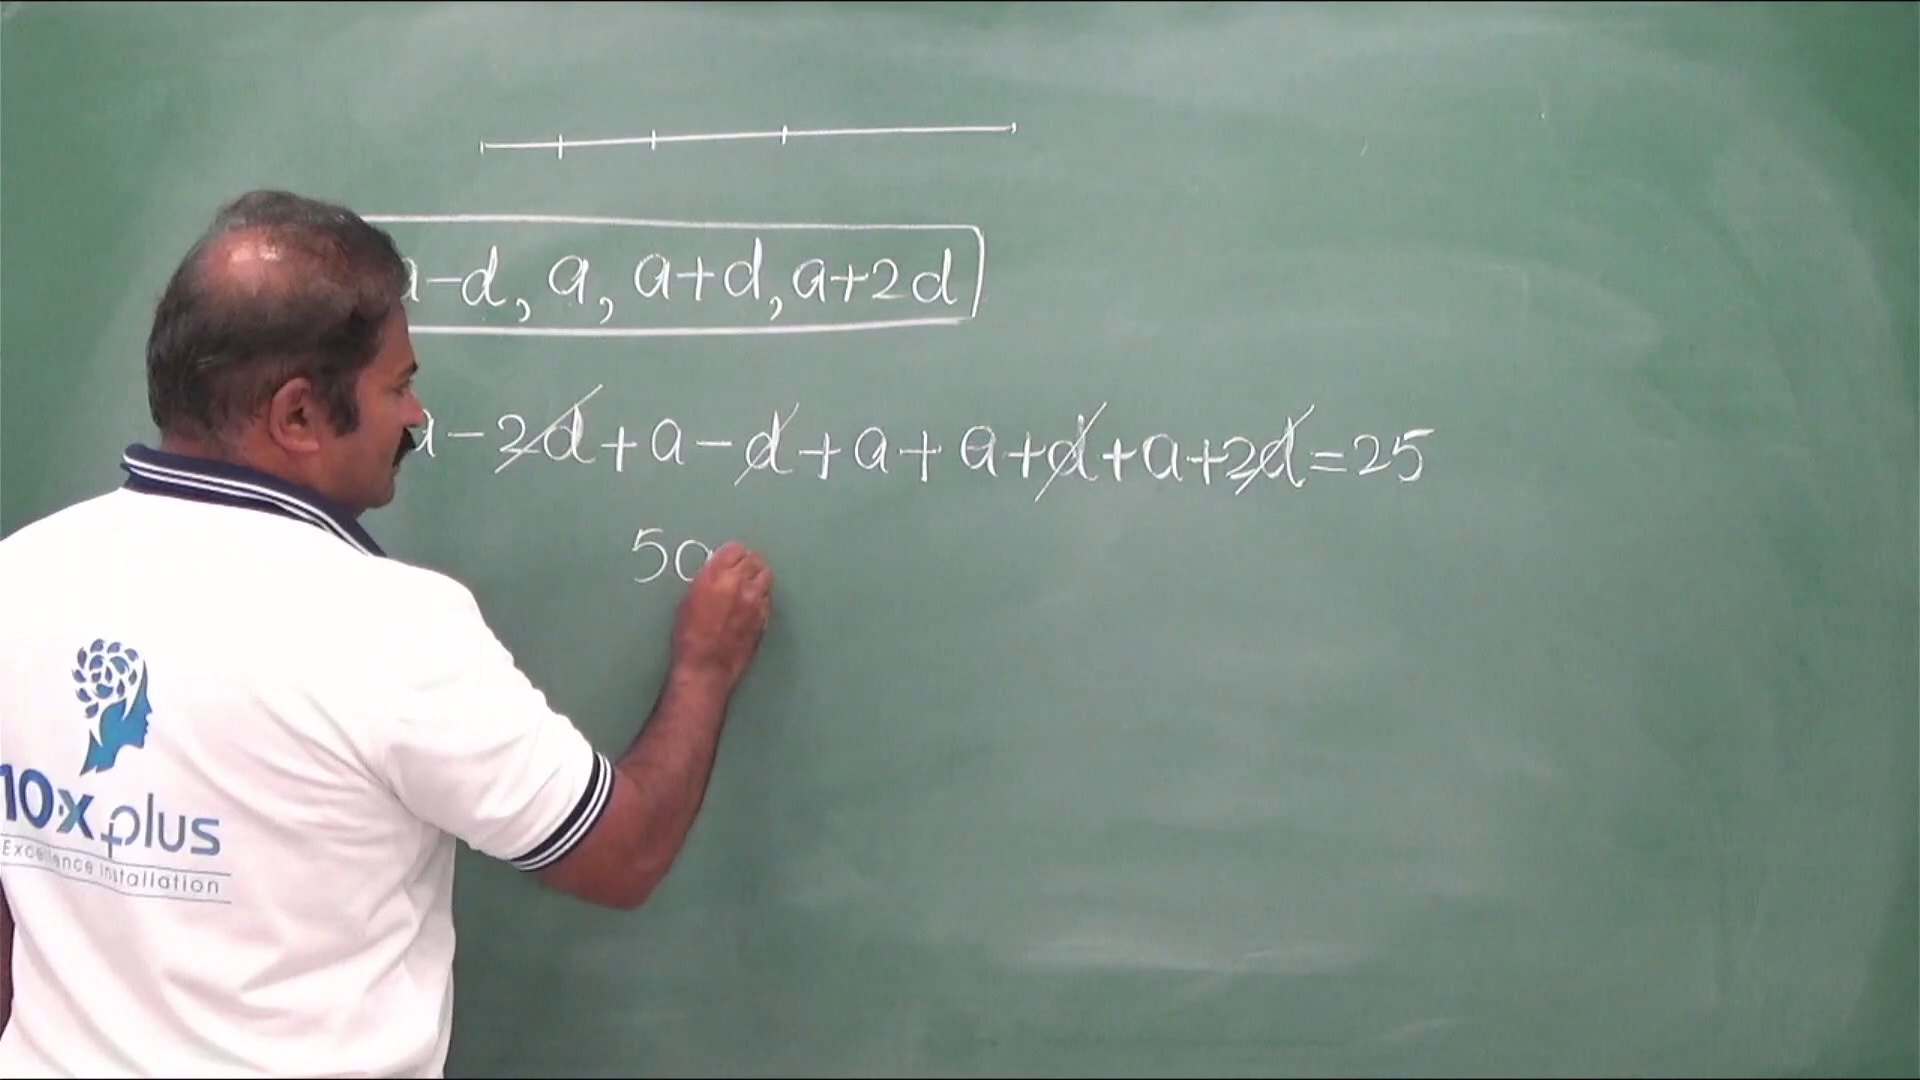 a-d, a, a+d, a+2d
a-2d+a-d+a+a+d+a+2d=25
5a
10x plus
Excellence Installation